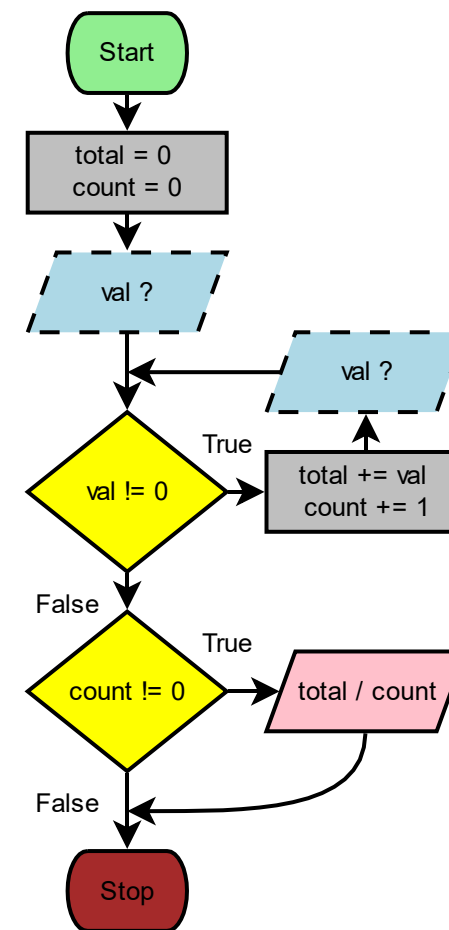 Start
total = 0
count = 0
val ?
val ?
True
val != 0
total += val
count += 1
False
True
count != 0
total / count
False
Stop